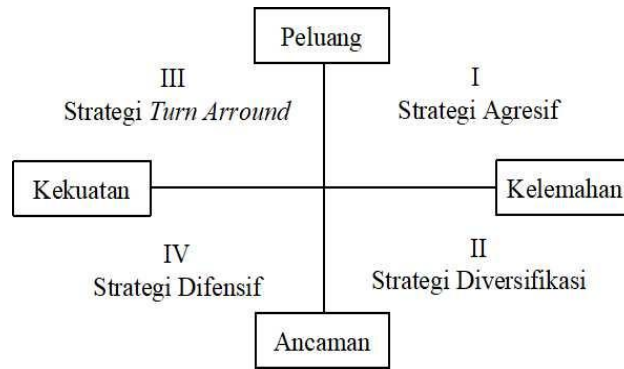 Peluang
III
Strategi Turn Arround
I
Strategi Agresif
Kekuatan
Kelemahan
IV
Strategi Difensif
II
Strategi Diversifikasi
Ancaman